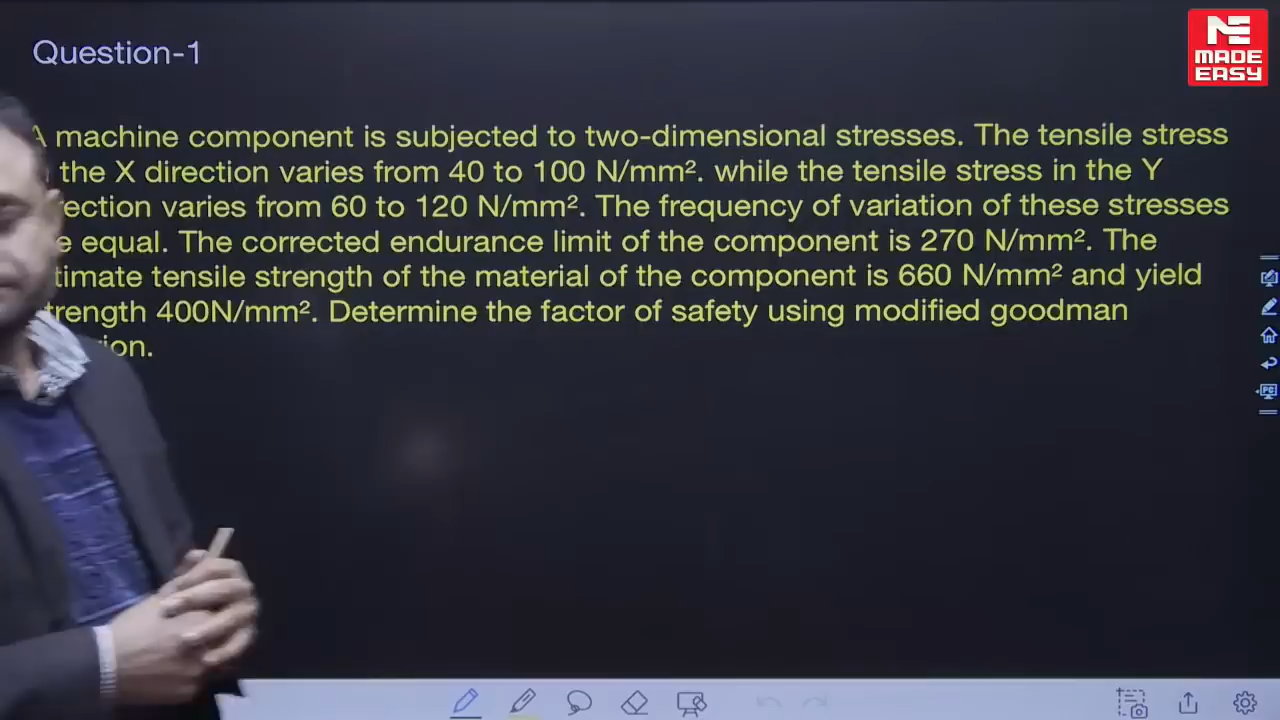 Question-1
MADE
EASY
A machine component is subjected to two-dimensional stresses. The tensile stress
the X direction varies from 40 to 100 N/mm². while the tensile stress in the Y
rection varies from 60 to 120 N/mm². The frequency of variation of these stresses
e equal. The corrected endurance limit of the component is 270 N/mm². The
timate tensile strength of the material of the component is 660 N/mm² and yield
trength 400N/mm². Determine the factor of safety using modified goodman
ion.